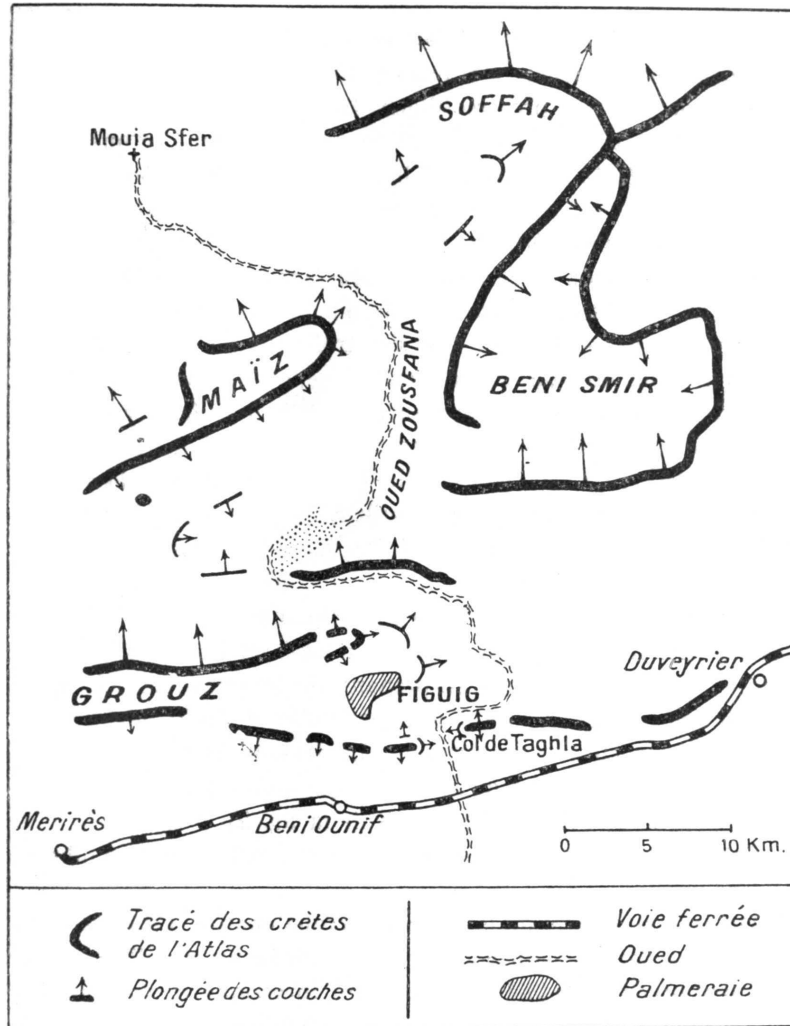 SOFFAH
Mouia Sfer
MAÏZ
OUED ZOUSFANA
BENI SMIR
Duveyrier
GROUZ
FIGUIG
Col de Taghla
Merirès
Beni Ounif
0 5 10 Km.
Tracé des crètes
de l'Atlas
Plongée des couches
Voie ferrée
Oued
Palmeraie